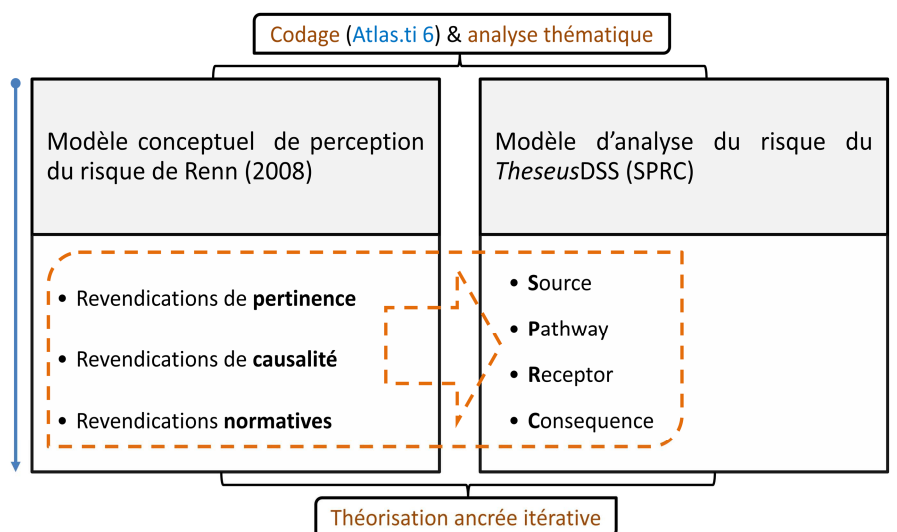 Codage (Atlas.ti 6) & analyse thématique
Modèle conceptuel de perception
du risque de Renn (2008)
Modèle d’analyse du risque du
TheseusDSS (SPRC)
• Revendications de pertinence
• Revendications de causalité
• Revendications normatives
• Source
• Pathway
• Receptor
• Consequence
Théorisation ancrée itérative